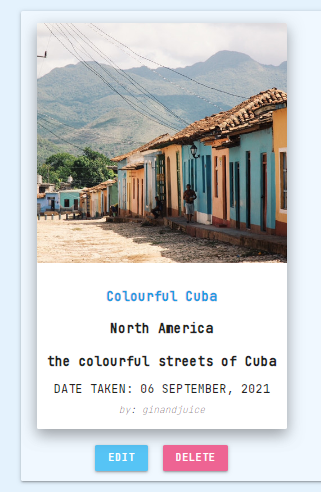 Colourful Cuba
North America
the colourful streets of Cuba
DATE TAKEN: 06 SEPTEMBER, 2021
by: ginandjuice
EDIT DELETE